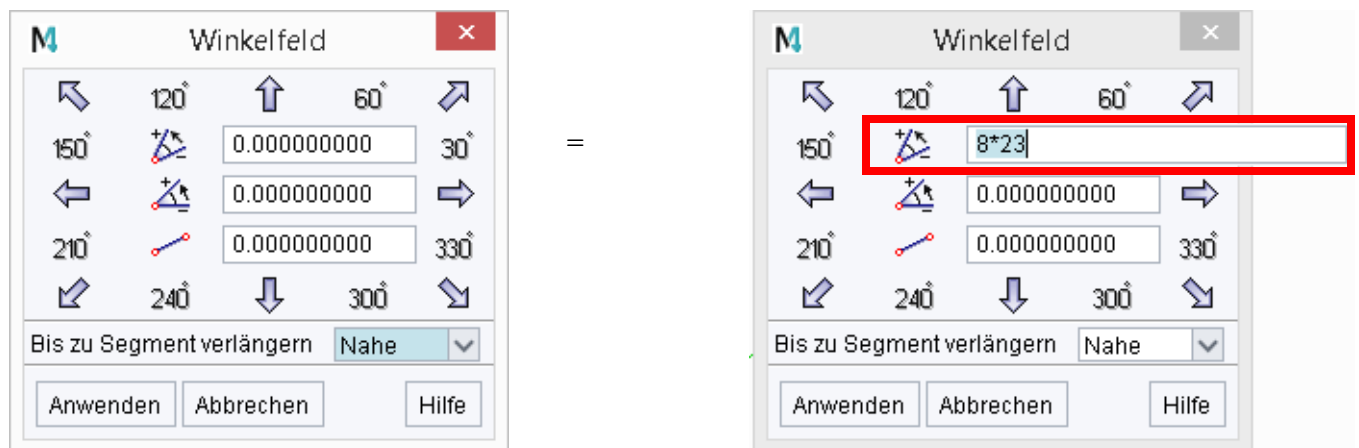 Winkelfeld
120° 60°
150° 0.000000000 30°
0.000000000
210° 0.000000000 330°
240° 300°
Bis zu Segment verlängern Nahe
Anwenden Abbrechen Hilfe
=
Winkelfeld
120° 60°
150° 8*23
0.000000000
210° 0.000000000 330°
240° 300°
Bis zu Segment verlängern Nahe
Anwenden Abbrechen Hilfe